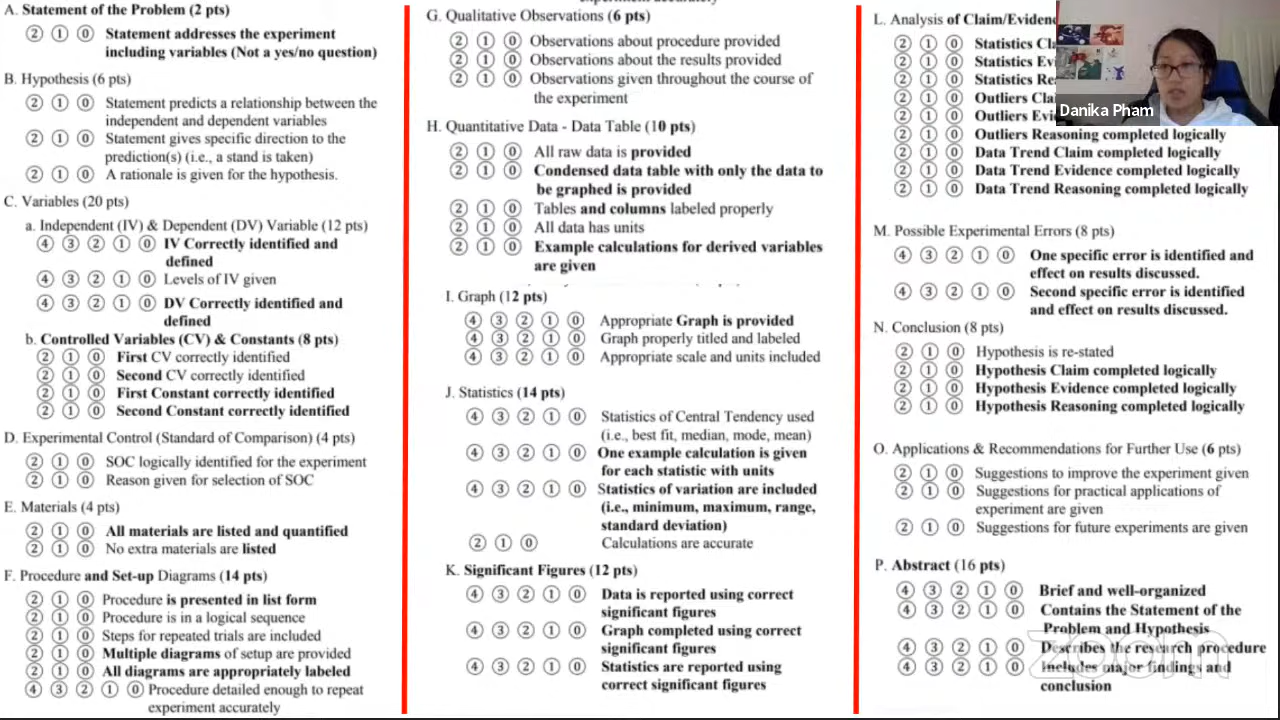 A. Statement of the Problem (2 pts)
② ① ⓪ Statement addresses the experiment
including variables (Not a yes/no question)
B. Hypothesis (6 pts)
② ① ⓪ Statement predicts a relationship between the
independent and dependent variables
② ① ⓪ Statement gives specific direction to the
prediction(s) (i.e., a stand is taken)
② ① ⓪ A rationale is given for the hypothesis.
C. Variables (20 pts)
a. Independent (IV) & Dependent (DV) Variable (12 pts)
④ ③ ② ① ⓪ IV Correctly identified and
defined
④ ③ ② ① ⓪ Levels of IV given
④ ③ ② ① ⓪ DV Correctly identified and
defined
b. Controlled Variables (CV) & Constants (8 pts)
② ① ⓪ First CV correctly identified
② ① ⓪ Second CV correctly identified
② ① ⓪ First Constant correctly identified
② ① ⓪ Second Constant correctly identified
D. Experimental Control (Standard of Comparison) (4 pts)
② ① ⓪ SOC logically identified for the experiment
② ① ⓪ Reason given for selection of SOC
E. Materials (4 pts)
② ① ⓪ All materials are listed and quantified
② ① ⓪ No extra materials are listed
F. Procedure and Set-up Diagrams (14 pts)
② ① ⓪ Procedure is presented in list form
② ① ⓪ Procedure is in a logical sequence
② ① ⓪ Steps for repeated trials are included
② ① ⓪ Multiple diagrams of setup are provided
② ① ⓪ All diagrams are appropriately labeled
④ ③ ② ① ⓪ Procedure detailed enough to repeat
experiment accurately
G. Qualitative Observations (6 pts)
② ① ⓪ Observations about procedure provided
② ① ⓪ Observations about the results provided
② ① ⓪ Observations given throughout the course of
the experiment
H. Quantitative Data - Data Table (10 pts)
② ① ⓪ All raw data is provided
② ① ⓪ Condensed data table with only the data to
be graphed is provided
② ① ⓪ Tables and columns labeled properly
② ① ⓪ All data has units
② ① ⓪ Example calculations for derived variables
are given
I. Graph (12 pts)
④ ③ ② ① ⓪ Appropriate Graph is provided
④ ③ ② ① ⓪ Graph properly titled and labeled
④ ③ ② ① ⓪ Appropriate scale and units included
J. Statistics (14 pts)
④ ③ ② ① ⓪ Statistics of Central Tendency used
(i.e., best fit, median, mode, mean)
④ ③ ② ① ⓪ One example calculation is given
for each statistic with units
④ ③ ② ① ⓪ Statistics of variation are included
(i.e., minimum, maximum, range,
standard deviation)
② ① ⓪ Calculations are accurate
K. Significant Figures (12 pts)
④ ③ ② ① ⓪ Data is reported using correct
significant figures
④ ③ ② ① ⓪ Graph completed using correct
significant figures
④ ③ ② ① ⓪ Statistics are reported using
correct significant figures
L. Analysis of Claim/Evidenc
② ① ⓪ Statistics Cl
② ① ⓪ Statistics Evi
② ① ⓪ Statistics Re
② ① ⓪ Outliers Clai
② ① ⓪ Outliers Evi
② ① ⓪ Outliers Reasoning completed logically
② ① ⓪ Data Trend Claim completed logically
② ① ⓪ Data Trend Evidence completed logically
② ① ⓪ Data Trend Reasoning completed logically
Danika Pham
M. Possible Experimental Errors (8 pts)
④ ③ ② ① ⓪ One specific error is identified and
effect on results discussed.
④ ③ ② ① ⓪ Second specific error is identified
and effect on results discussed.
N. Conclusion (8 pts)
② ① ⓪ Hypothesis is re-stated
② ① ⓪ Hypothesis Claim completed logically
② ① ⓪ Hypothesis Evidence completed logically
② ① ⓪ Hypothesis Reasoning completed logically
O. Applications & Recommendations for Further Use (6 pts)
② ① ⓪ Suggestions to improve the experiment given
② ① ⓪ Suggestions for practical applications of
experiment are given
② ① ⓪ Suggestions for future experiments are given
P. Abstract (16 pts)
④ ③ ② ① ⓪ Brief and well-organized
④ ③ ② ① ⓪ Contains the Statement of the
Problem and Hypothesis
④ ③ ② ① ⓪ Describes the research procedure
④ ③ ② ① ⓪ Includes major findings and
conclusion
zoom